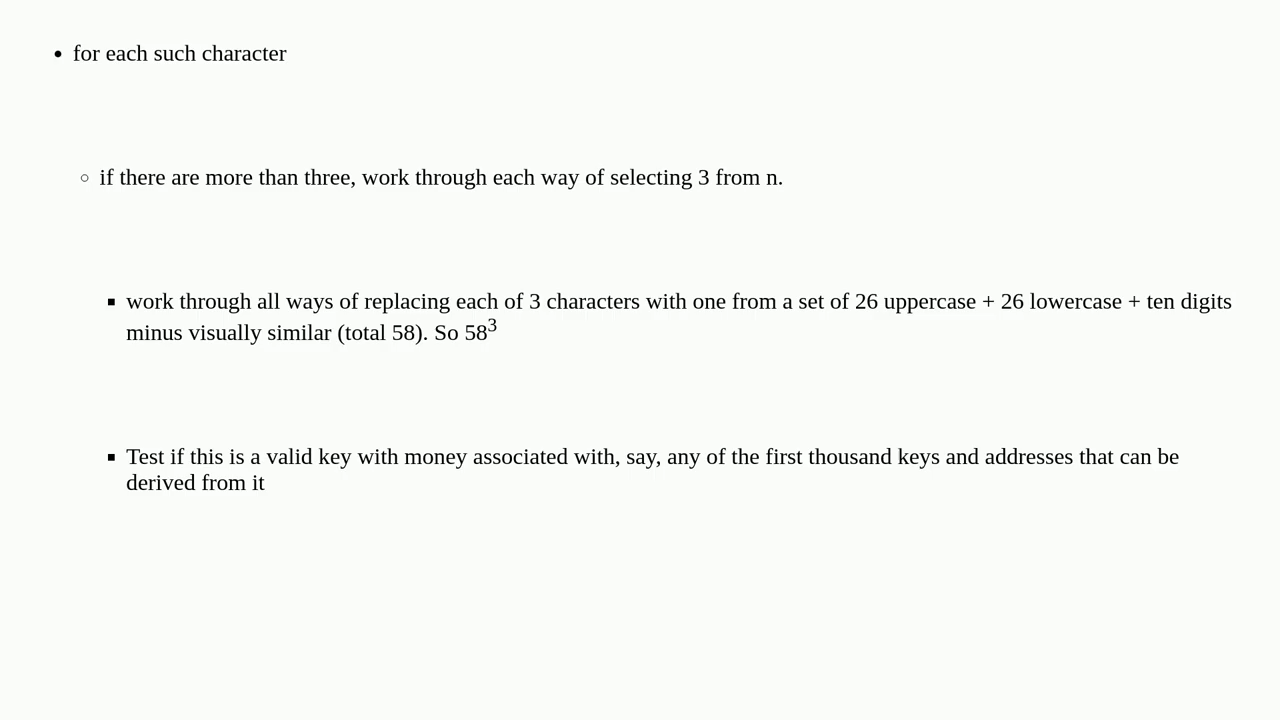 for each such character
if there are more than three, work through each way of selecting 3 from n.
work through all ways of replacing each of 3 characters with one from a set of 26 uppercase + 26 lowercase + ten digits
minus visually similar (total 58). So 58³
Test if this is a valid key with money associated with, say, any of the first thousand keys and addresses that can be
derived from it